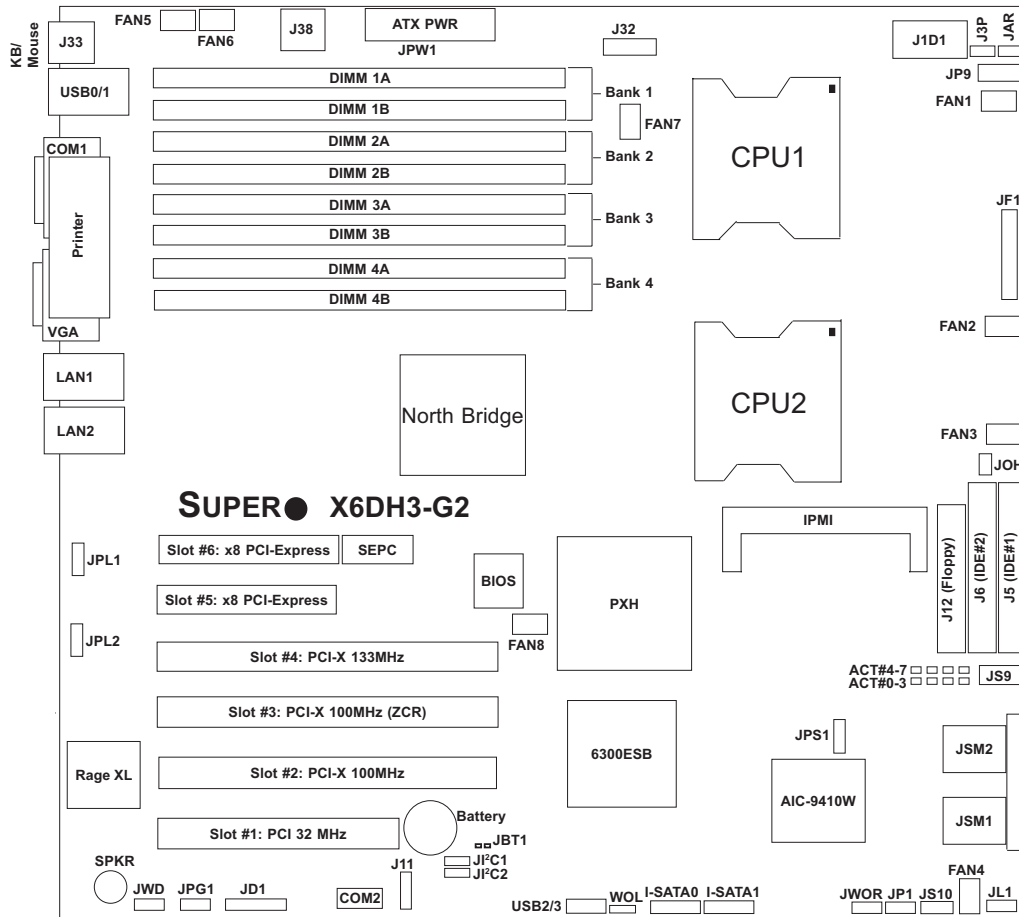 FAN5
FAN6
J38
ATX PWR
JPW1
J32
J1D1
J3P
JAR
KB/
Mouse
J33
USB0/1
JP9
FAN1
DIMM 1A
Bank 1
DIMM 1B
FAN7
COM1
DIMM 2A
Bank 2
DIMM 2B
CPU1
Printer
DIMM 3A
Bank 3
DIMM 3B
JF1
DIMM 4A
Bank 4
DIMM 4B
VGA
FAN2
LAN1
North Bridge
CPU2
LAN2
FAN3
JOH
SUPER X6DH3-G2
IPMI
J12 (Floppy)
J6 (IDE#2)
J5 (IDE#1)
JPL1
Slot #6: x8 PCI-Express
SEPC
BIOS
PXH
Slot #5: x8 PCI-Express
FAN8
JPL2
Slot #4: PCI-X 133MHz
ACT#4-7
ACT#0-3
JS9
Slot #3: PCI-X 100MHz (ZCR)
JPS1
6300ESB
JSM2
Rage XL
Slot #2: PCI-X 100MHz
AIC-9410W
Battery
JSM1
Slot #1: PCI 32 MHz
JBT1
SPKR
J11
JI²C1
JI²C2
FAN4
JWD
JPG1
JD1
COM2
USB2/3
WOL
I-SATA0
I-SATA1
JWOR
JP1
JS10
JL1